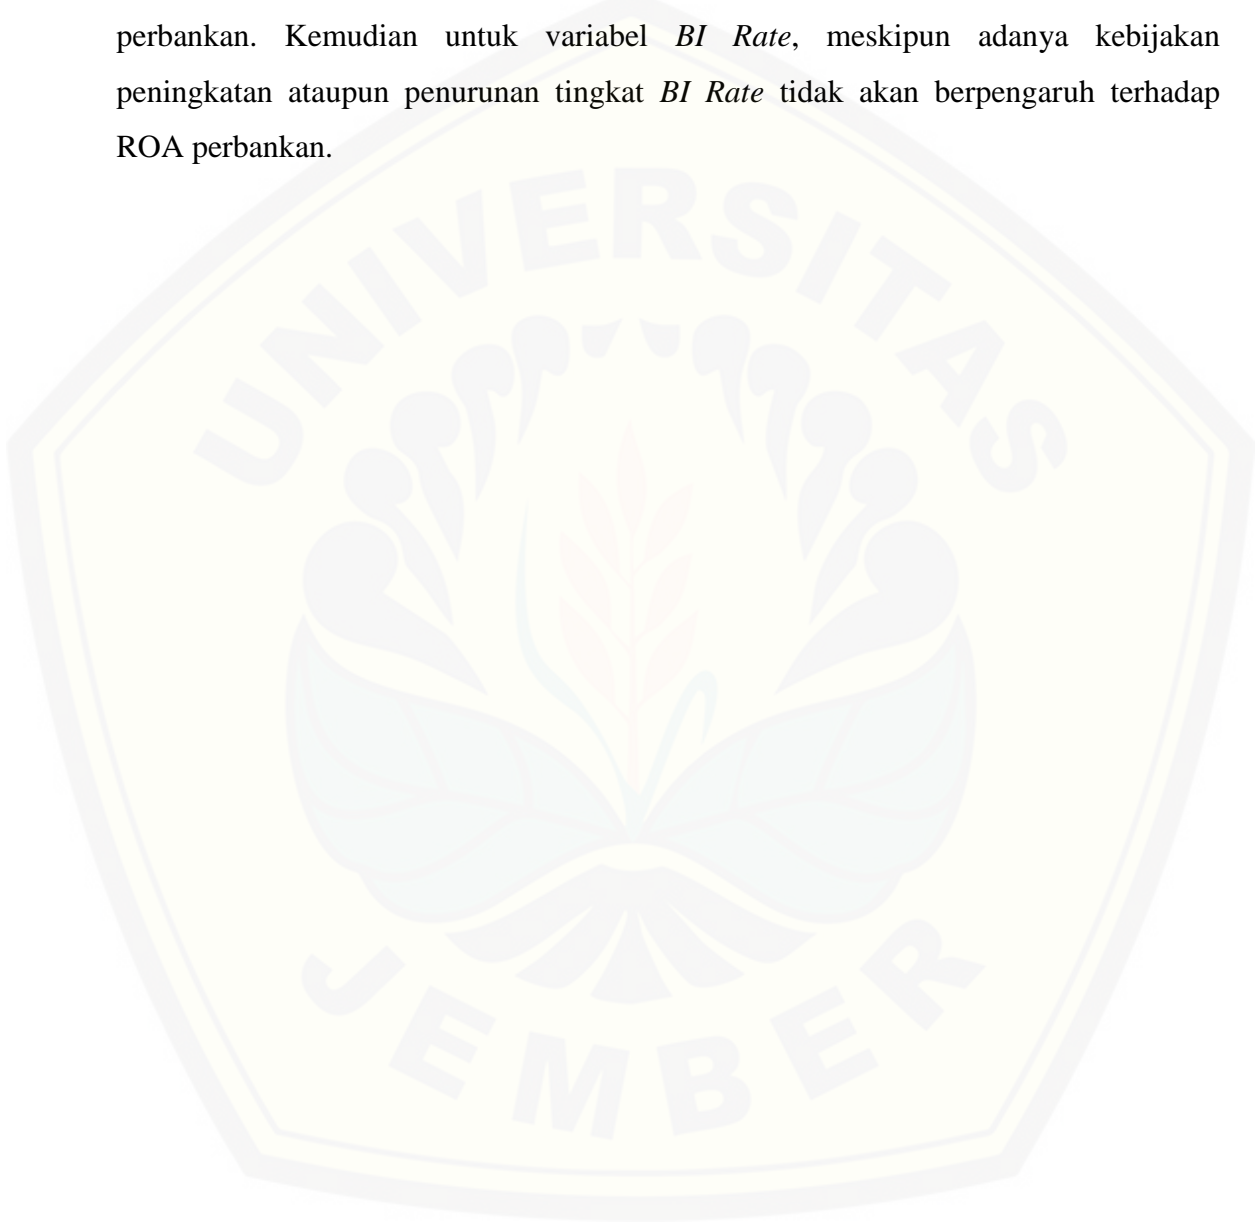 perbankan. Kemudian untuk variabel BI Rate, meskipun adanya kebijakan
peningkatan ataupun penurunan tingkat BI Rate tidak akan berpengaruh terhadap
ROA perbankan.
UNIVERSITAS
JEMBER